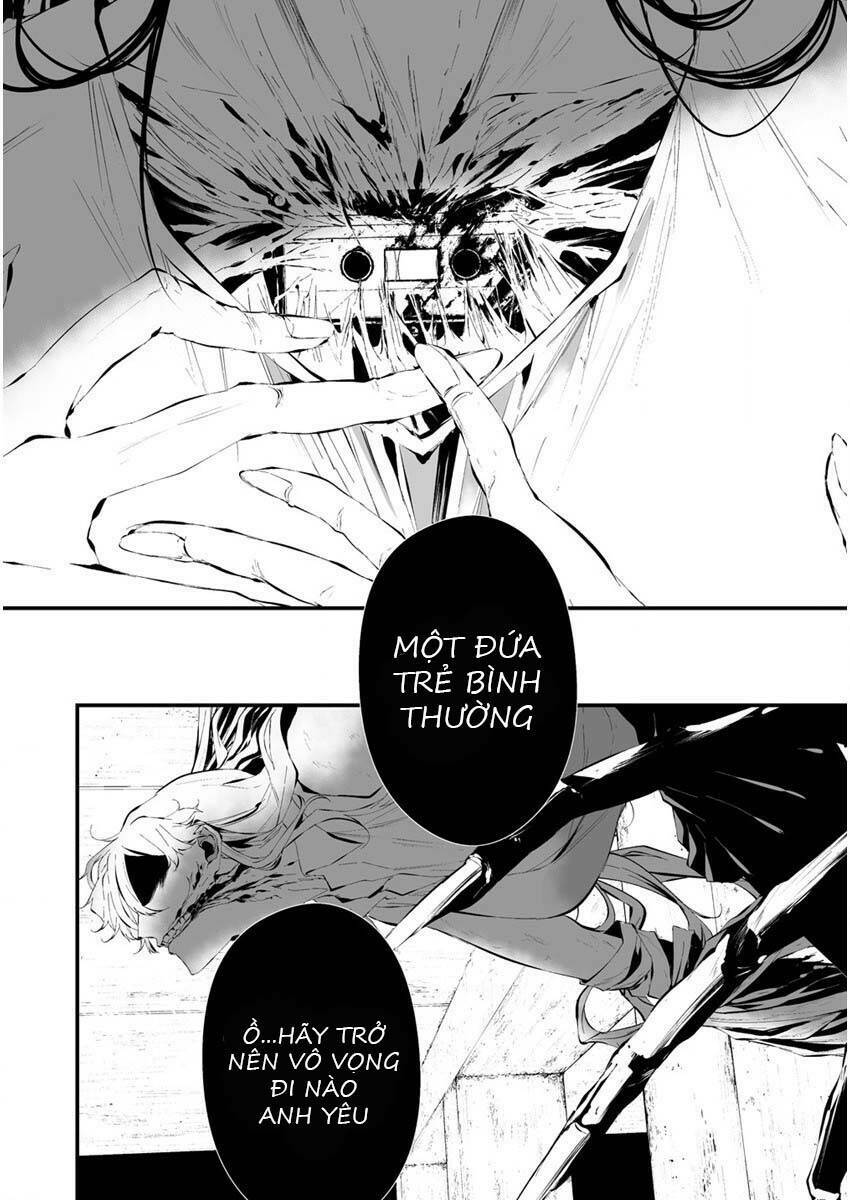 MỘT ĐỨA
TRẺ BÌNH
THƯỜNG
Ồ...HÃY TRỞ
NÊN VÔ VỌNG
ĐI NÀO
ANH YÊU